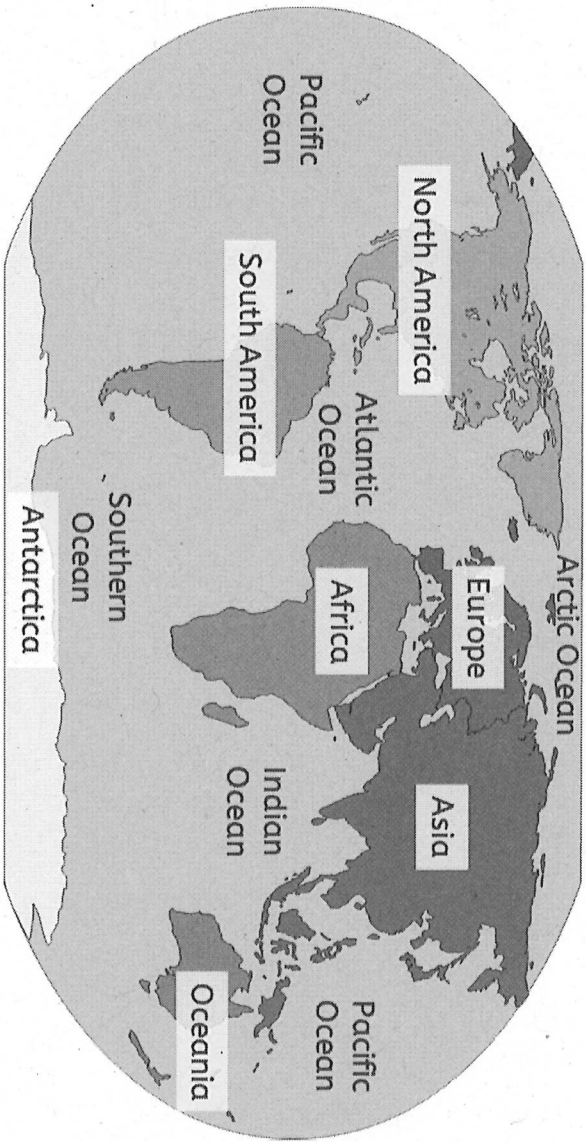 Arctic Ocean
North America
Europe
Asia
Pacific
Ocean
Atlantic
Ocean
Africa
Pacific
Ocean
South America
Indian
Ocean
Oceania
Southern
Ocean
Antarctica